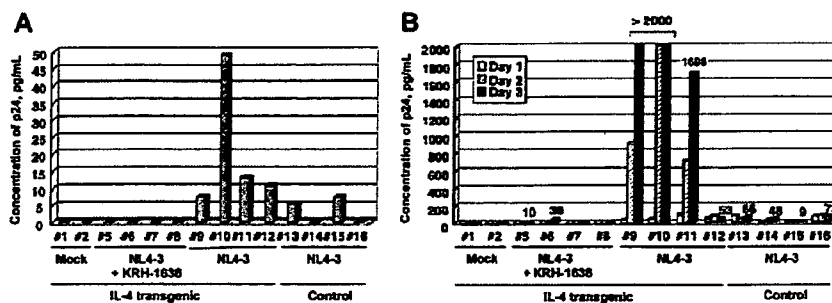 A
Concentration of p24, pg/mL
50
45
40
35
30
25
20
15
10
5
0
#1 #2 #5 #6 #7 #8 #9 #10 #11 #12 #13 #14 #15 #16
Mock NL4-3 NL4-3 NL4-3
+ KRH-1636
IL-4 transgenic Control
B
Concentration of p24, pg/mL
> 2000
2000
1800
1600
1400
1200
1000
800
600
400
200
0
Day 1
Day 2
Day 3
10
9
#1 #2 #5 #6 #7 #8 #9 #10 #11 #12 #13 #14 #15 #16
Mock NL4-3 NL4-3 NL4-3
+ KRH-1636
IL-4 transgenic Control